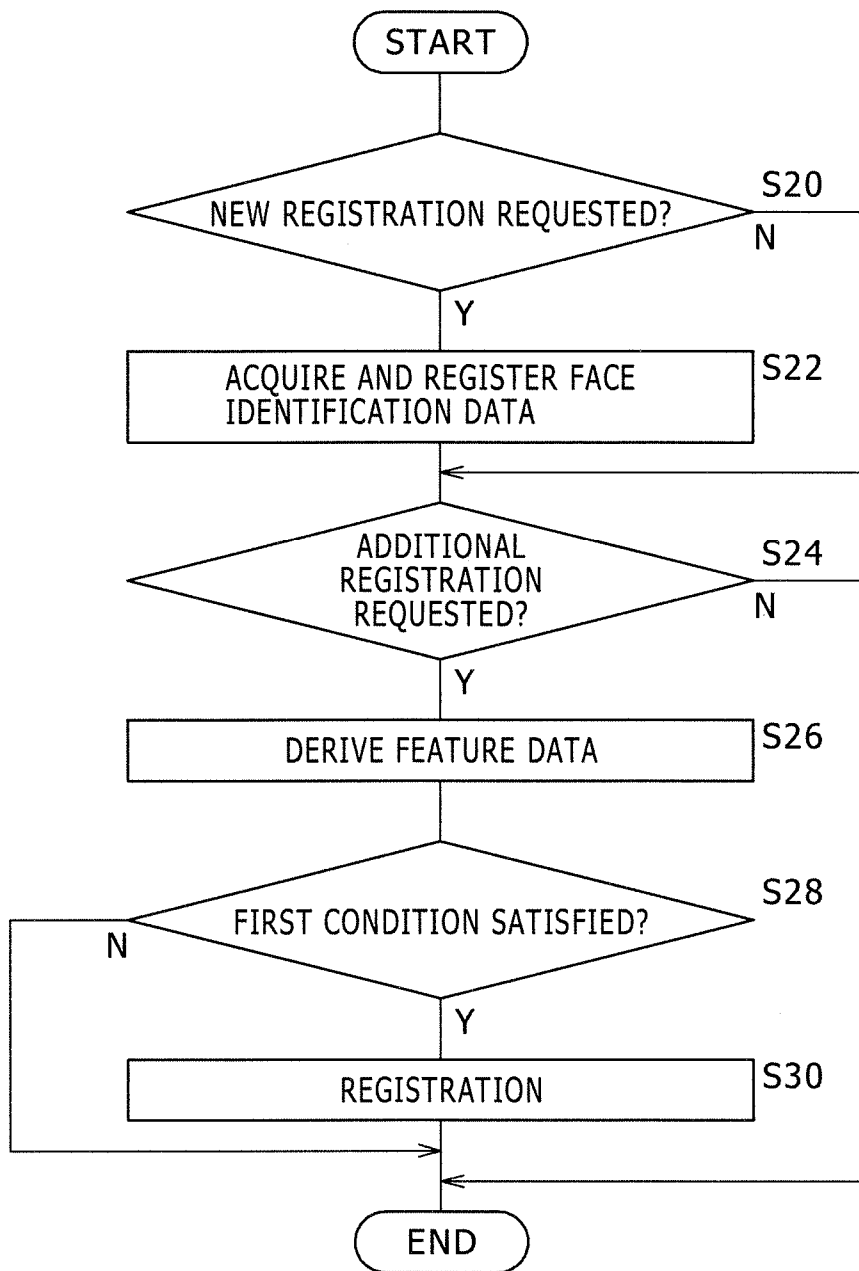 START
S20
NEW REGISTRATION REQUESTED?
N
Y
S22
ACQUIRE AND REGISTER FACE
IDENTIFICATION DATA
S24
ADDITIONAL
REGISTRATION
REQUESTED?
N
Y
S26
DERIVE FEATURE DATA
S28
FIRST CONDITION SATISFIED?
N
Y
S30
REGISTRATION
END